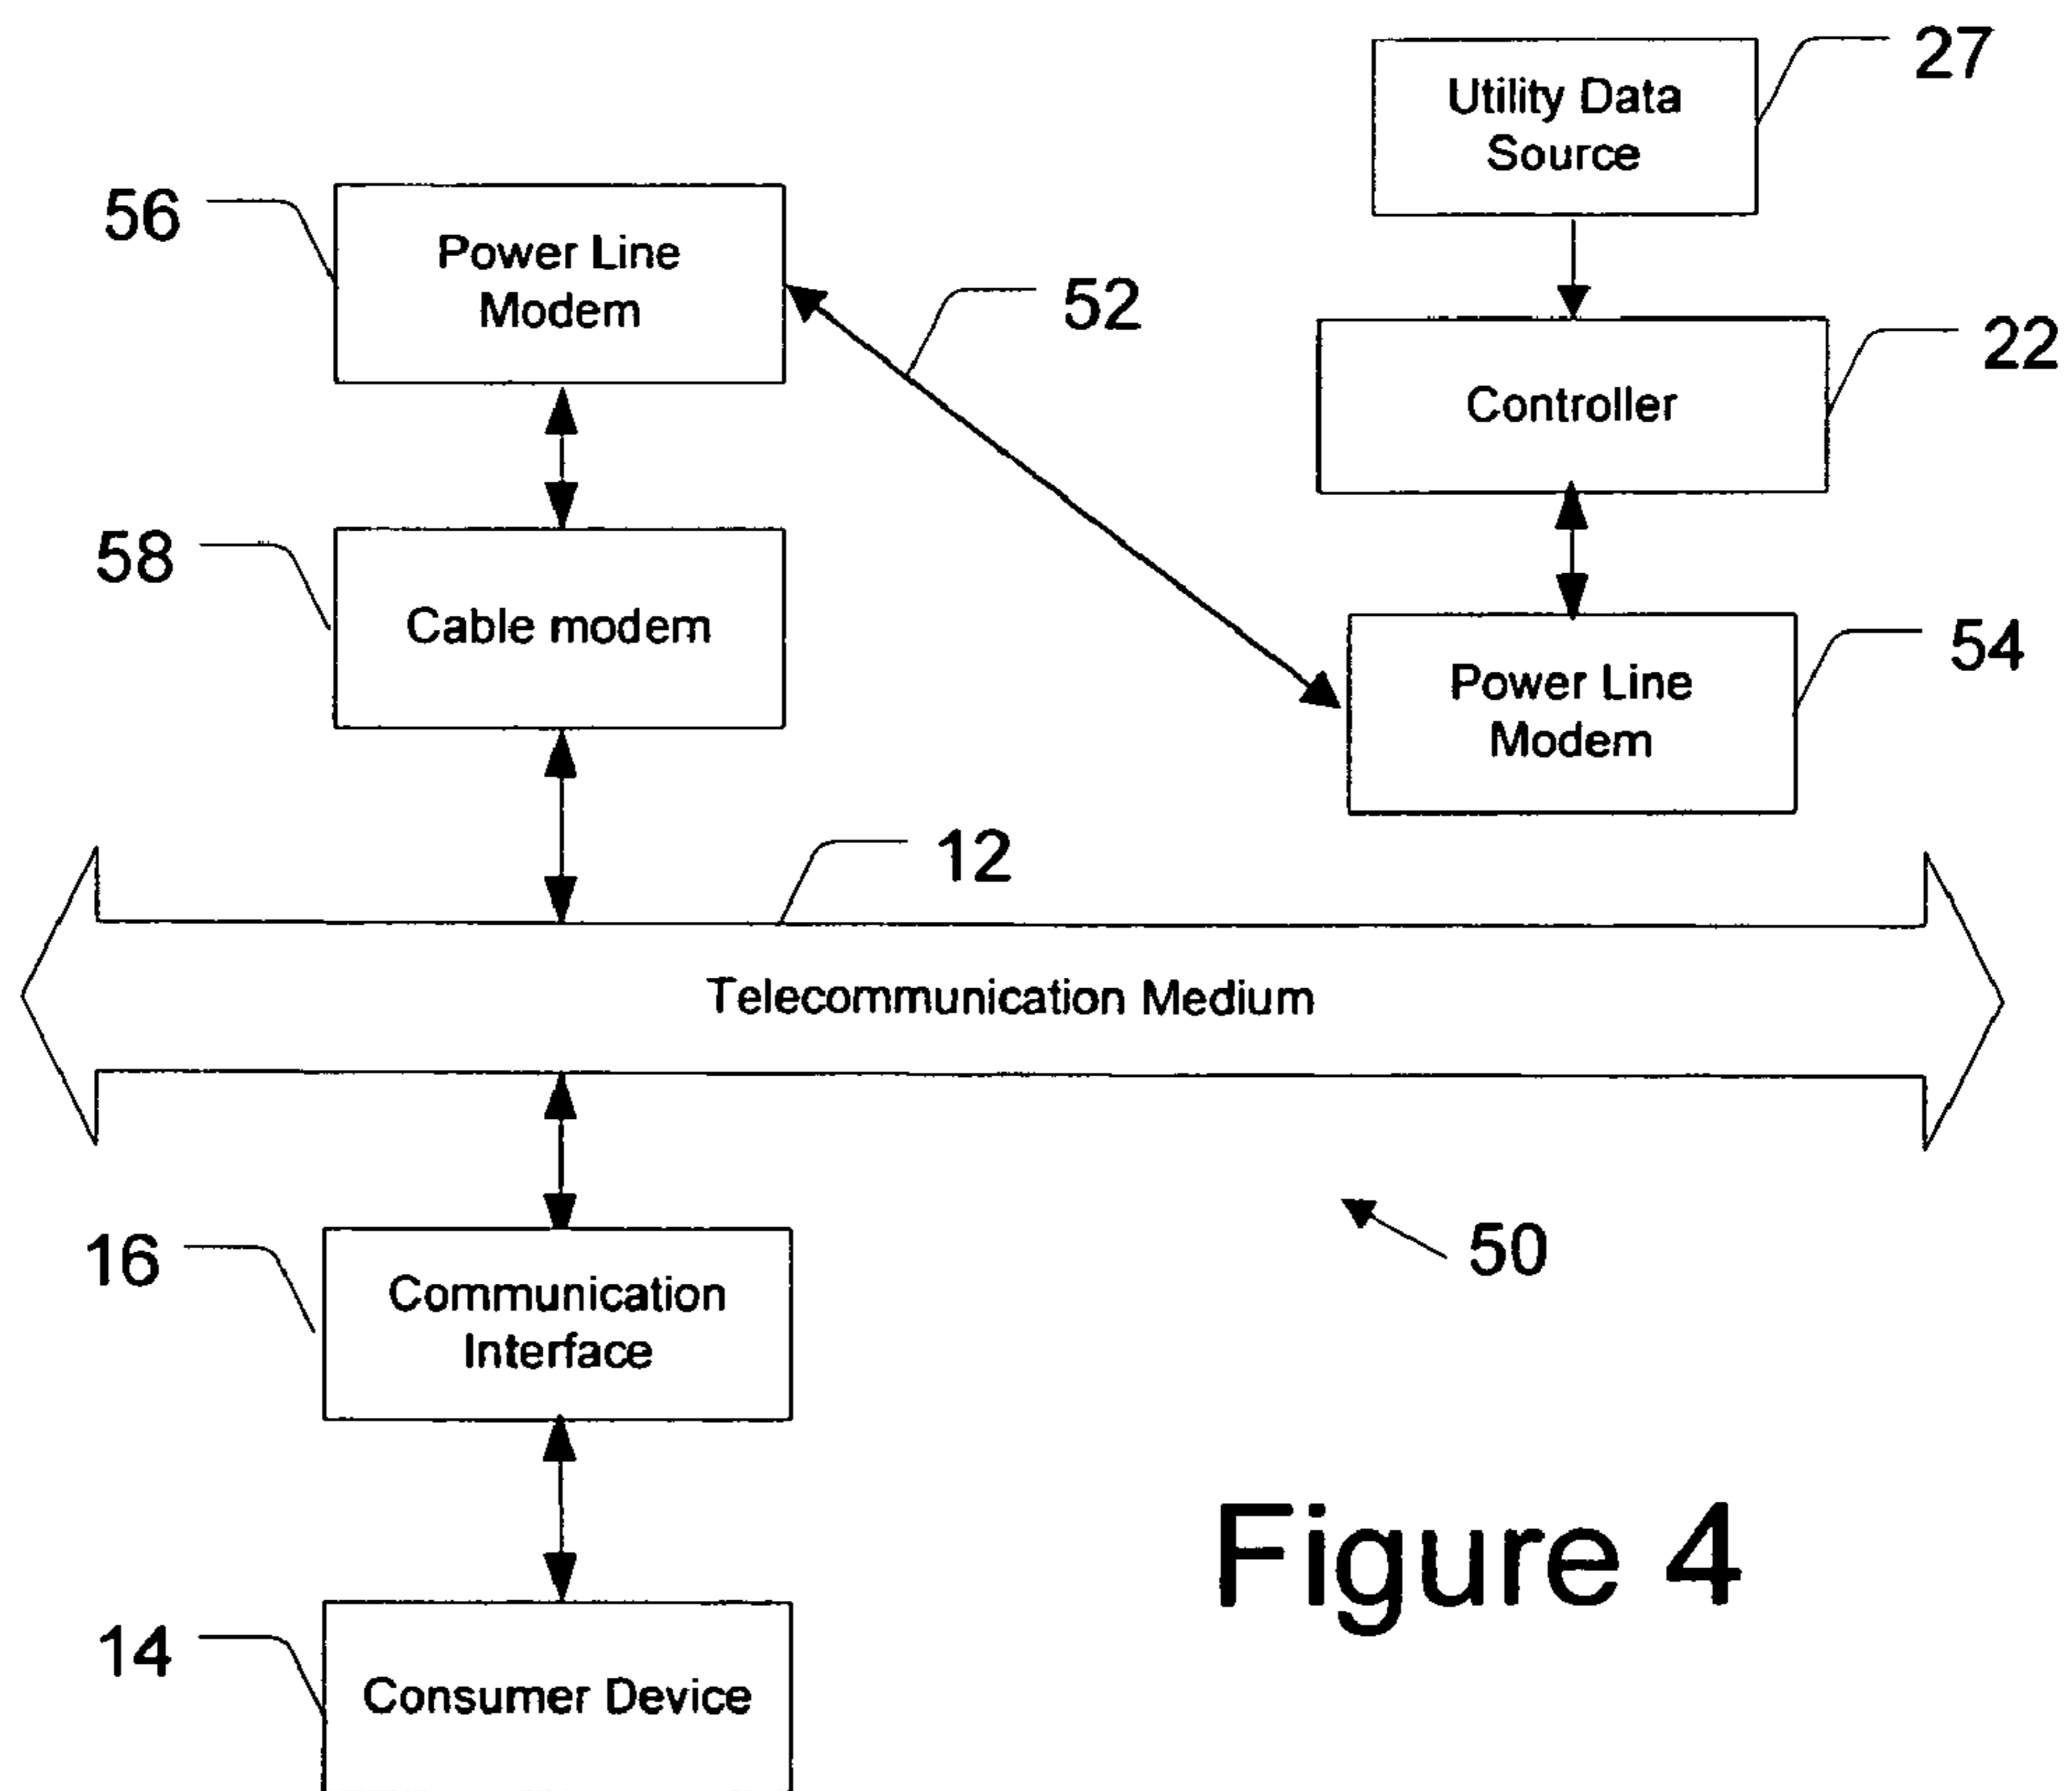 27
Utility Data
Source
56
Power Line
Modem
52
22
Controller
58
Cable modem
54
Power Line
Modem
12
Telecommunication Medium
16
Communication
Interface
50
Figure 4
14
Consumer Device